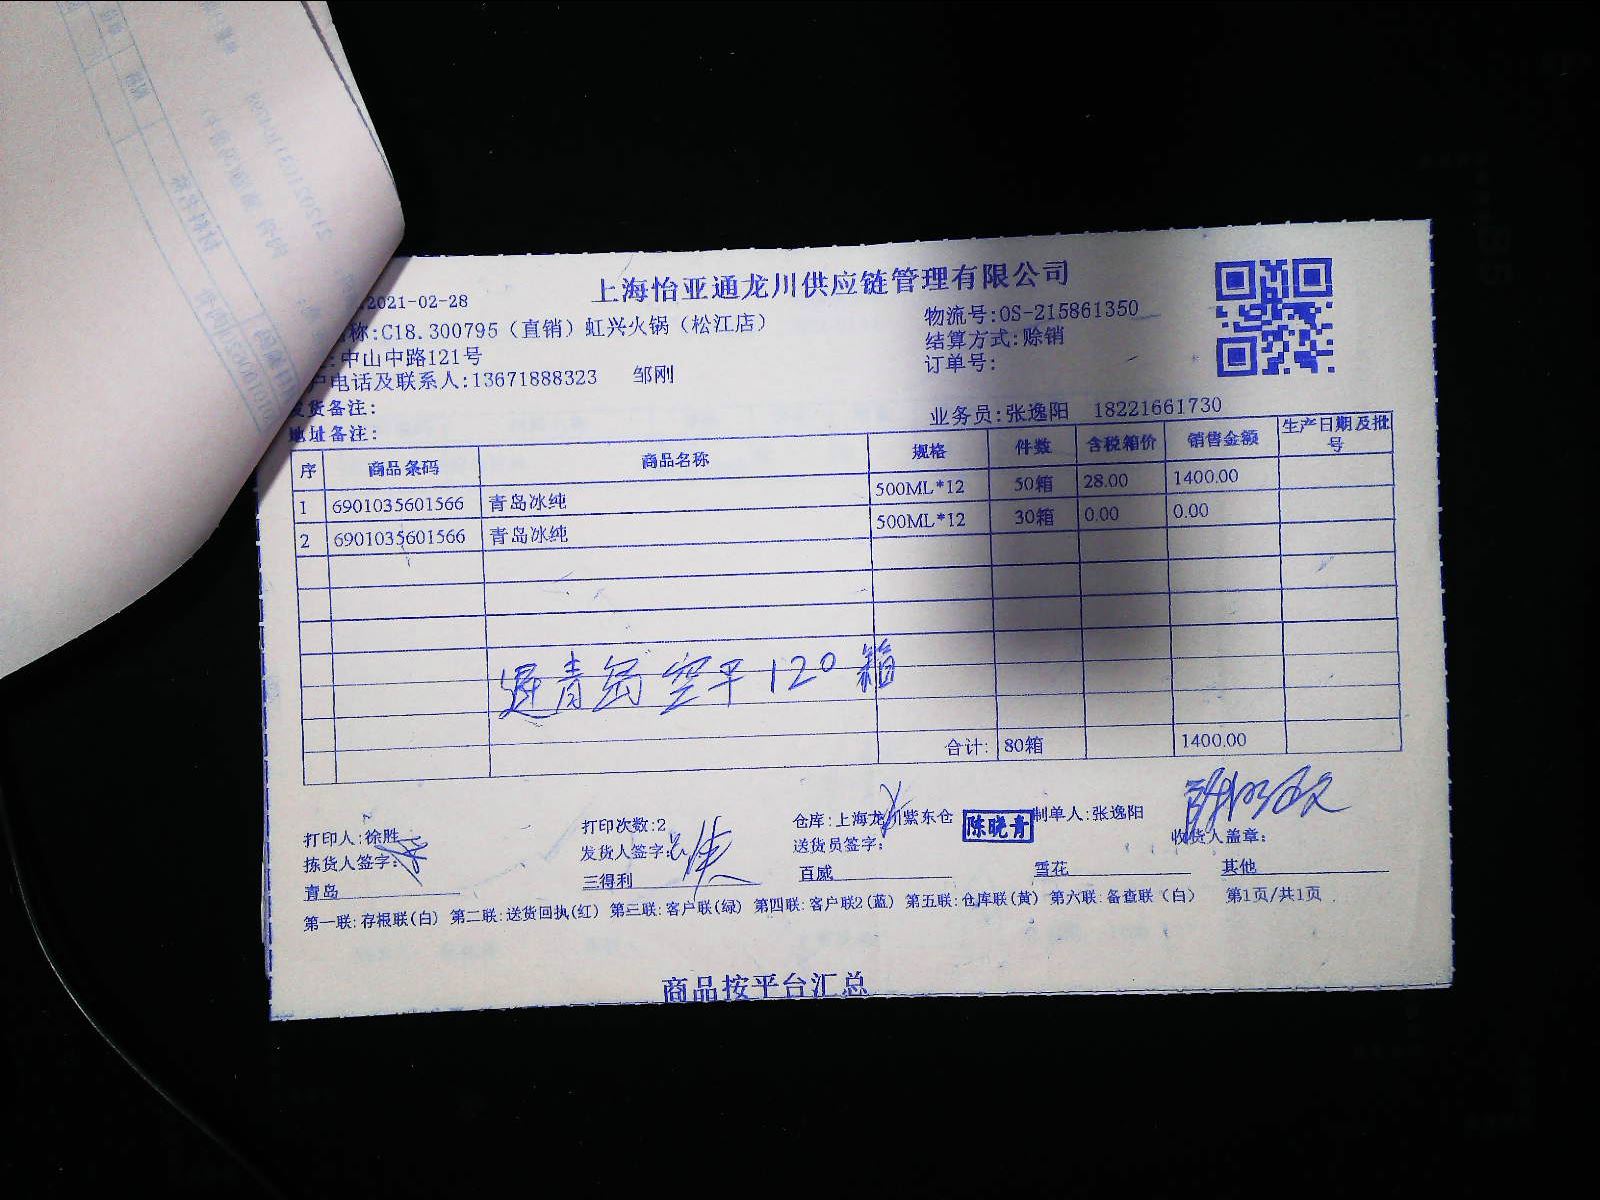 上海怡亚通龙川供应链管理有限公司
2021-02-28
称:C18.300795（直销）虹兴火锅（松江店）
物流号:OS-215861350
:中山中路121号
结算方式:赊销
户电话及联系人:13671888323 邹刚
订单号:
发货备注:
地址备注:
业务员:张逸阳 18221661730
序 商品条码 商品名称 规格 件数 含税箱价 销售金额 生产日期及批号
1 6901035601566 青岛冰纯 500ML*12 50箱 28.00 1400.00
2 6901035601566 青岛冰纯 500ML*12 30箱 0.00 0.00
退青岛空平120箱
合计: 80箱 1400.00
打印人:徐胜 打印次数:2 仓库:上海龙川紫东仓 陈晓青 制单人:张逸阳
拣货人签字: 发货人签字: 送货员签字: 收货人盖章:
青岛 三得利 百威 雪花 其他
第一联:存根联(白) 第二联:送货回执(红) 第三联:客户联(绿) 第四联:客户联2(蓝) 第五联:仓库联(黄) 第六联:备查联（白） 第1页/共1页
商品按平台汇总